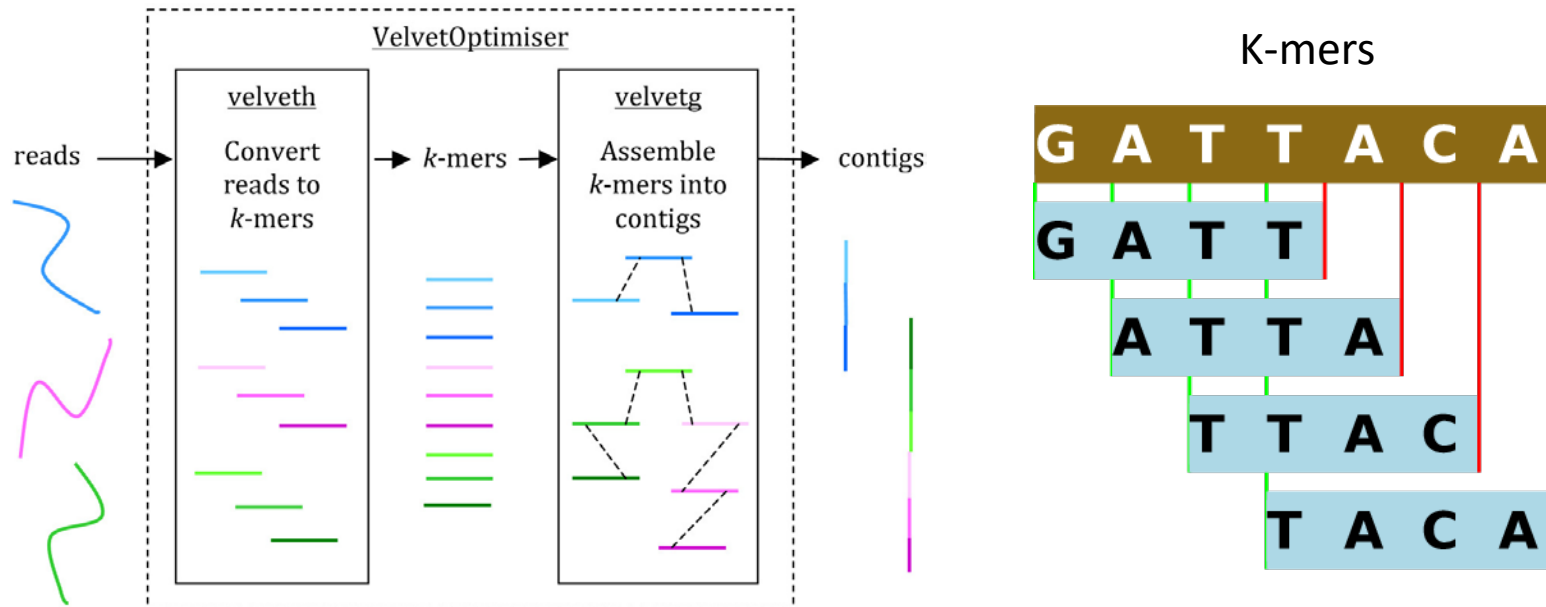 VelvetOptimiser
velveth
velvetg
reads
Convert
reads to
k-mers
k-mers
Assemble
k-mers into
contigs
contigs
K-mers
G A T T A C A
G A T T
A T T A
T T A C
T A C A